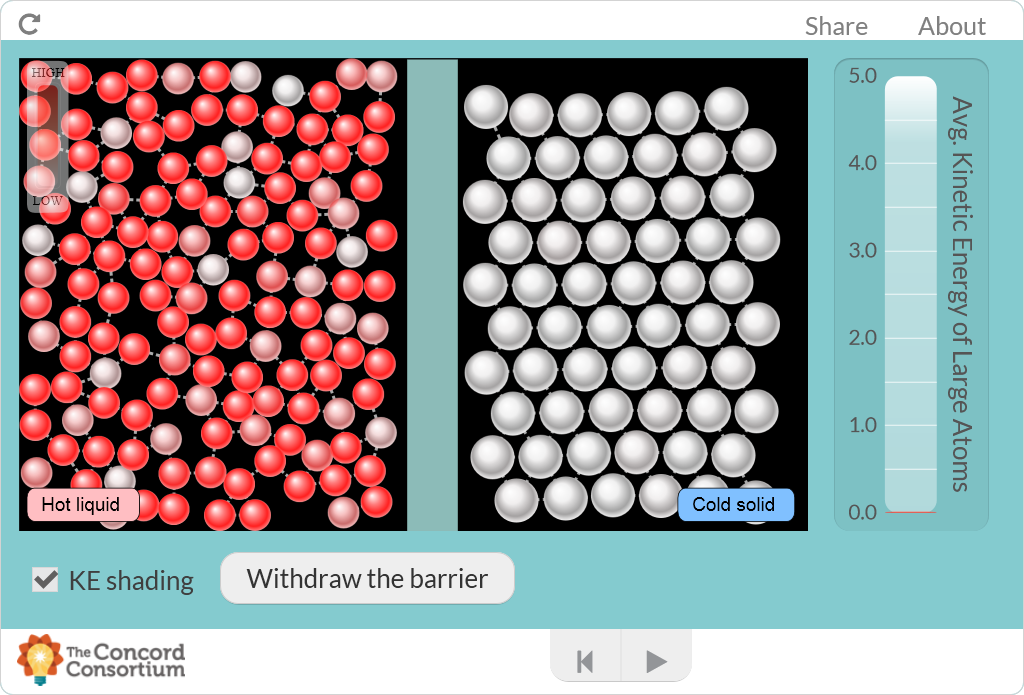 Share About
HIGH
LOW
Hot liquid
Cold solid
5.0
4.0
3.0
2.0
1.0
0.0
Avg. Kinetic Energy of Large Atoms
KE shading
Withdraw the barrier
The Concord
Consortium